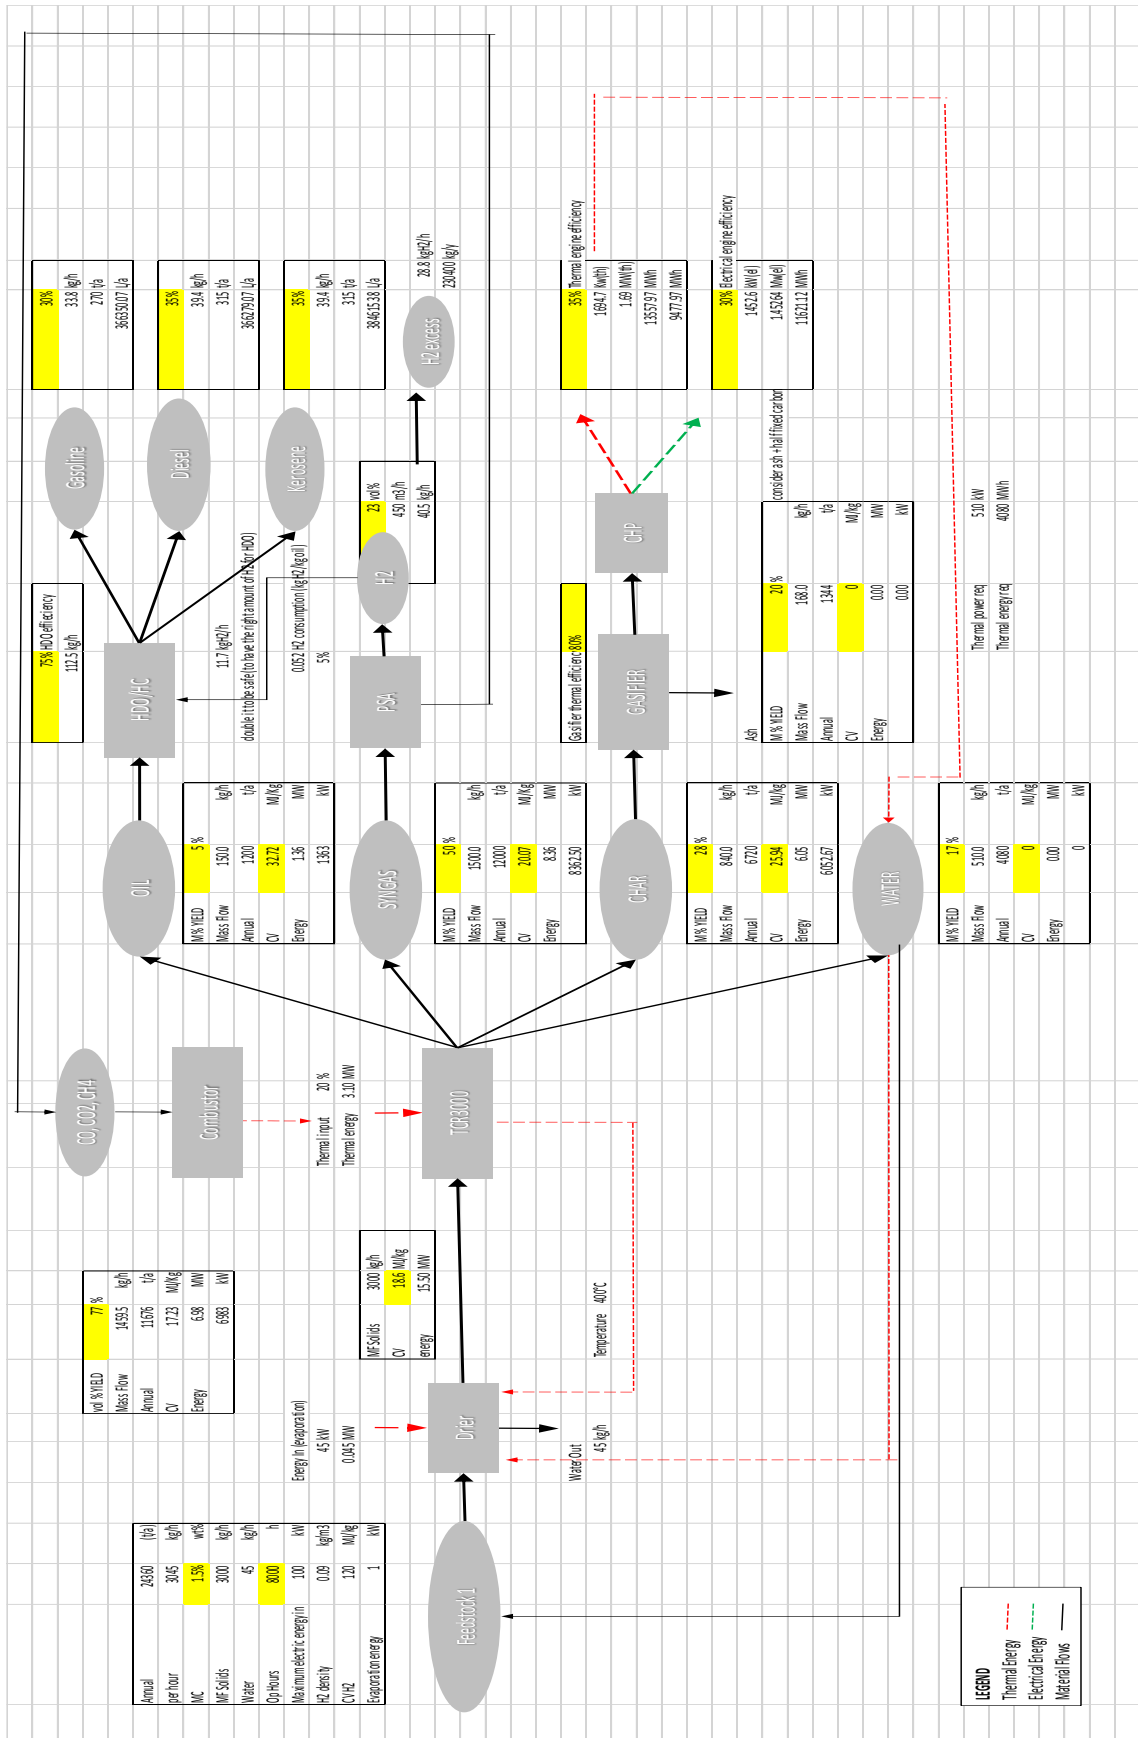 Annual 24360 (t/a)
per hour 3045 kg/h
MC 1.5% wt%
MF Solids 3000 kg/h
Water 45 kg/h
Op Hours 8000 h
Maximum electric energy in 100 kW
H2 density 0.09 kg/m3
CV H2 120 MJ/kg
Evaporation energy 1 kW
Feedstock 1
LEGEND
Thermal Energy
Electrical Energy
Material Flows
vol % YIELD 77 %
Mass Flow 1459.5 kg/h
Annual 11676 t/a
CV 17.23 MJ/Kg
Energy 6.98 MW
6983 kW
Energy In (evaporation)
45 kW
0.045 MW
Drier
Water Out
45 kg/h
MF Solids 3000 kg/h
CV 18.6 MJ/kg
energy 15.50 MW
Temperature 400°C
CO, CO2, CH4
Combustor
Thermal input 20 %
Thermal energy 3.10 MW
TCR3000
OIL
M % YIELD 5 %
Mass Flow 150.0 kg/h
Annual 1200 t/a
CV 32.72 MJ/Kg
Energy 1.36 MW
1363 kW
SYNGAS
M % YIELD 50 %
Mass Flow 1500.0 kg/h
Annual 12000 t/a
CV 20.07 MJ/Kg
Energy 8.36 MW
8362.50 kW
CHAR
M % YIELD 28 %
Mass Flow 840.0 kg/h
Annual 6720 t/a
CV 25.94 MJ/kg
Energy 6.05 MW
6052.67 kW
WATER
M % YIELD 17 %
Mass Flow 510.0 kg/h
Annual 4080 t/a
CV 0 MJ/kg
Energy 0.00 MW
0 kW
75% HDO effieciency
112.5 kg/h
HDO/HC
11.7 kgH2/h
double it to be safe (to have the right amount of H2 for HDO)
0.052 H2 consumption (kg H2/kg oil)
5%
PSA
H2
23 vol%
450 m3/h
40.5 kg/h
Gasifier thermal efficienc 80%
GASIFIER
CHP
Ash
consider ash + half fixed carbon
M % YIELD 20 %
Mass Flow 168.0 kg/h
Annual 1344 t/a
CV 0 MJ/kg
Energy 0.00 MW
0.00 kW
Thermal power req 510 kW
Thermal energy req 4080 MWh
Gasoline
30%
33.8 kg/h
270 t/a
366350.07 L/a
Diesel
35%
39.4 kg/h
315 t/a
366279.07 L/a
Kerosene
35%
39.4 kg/h
315 t/a
384615.38 L/a
H2 excess
28.8 kgH2/h
230400 kg/y
35% Thermal engine efficiency
1694.7 Kw(th)
1.69 MW(th)
13557.97 MWh
9477.97 MWh
30% Electrical engine efficiency
1452.6 kW(el)
1.45264 Mw(el)
11621.12 MWh